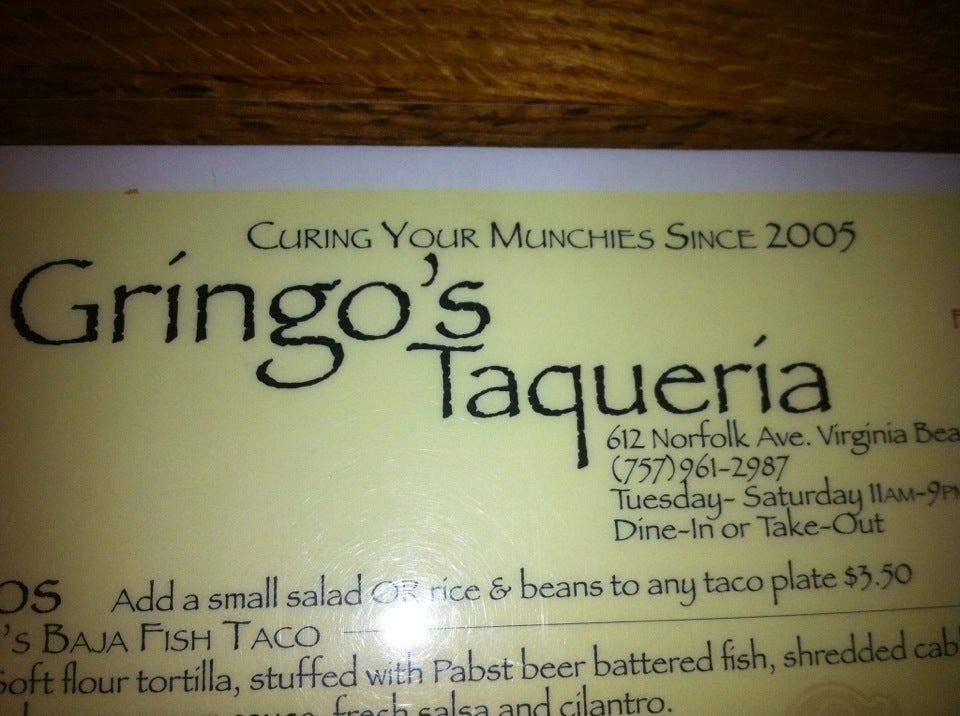 CURING YOUR MUNCHIES SINCE 2005
Gringo's
Taqueria
612 Norfolk Ave. Virginia Bea
(757)961-2987
Tuesday- Saturday 11AM-9PM
Dine-In or Take-Out
OS Add a small salad OR rice & beans to any taco plate $3.50
'S BAJA FISH TACO
Soft flour tortilla, stuffed with Pabst beer battered fish, shredded cab
sauce, fresh salsa and cilantro.